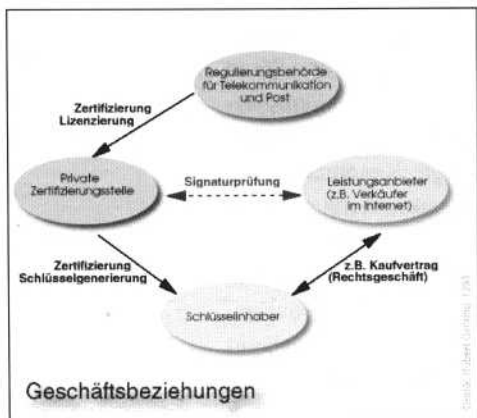 Regulierungsbehörde
für Telekommunikation
und Post
Zertifizierung
Lizenzierung
Private
Zertifizierungsstelle
Signaturprüfung
Leistungsanbieter
(z.B. Verkäufer
im Internet)
Zertifizierung
Schlüsselgenerierung
z.B. Kaufvertrag
(Rechtsgeschäft)
Schlüsselinhaber
Geschäftsbeziehungen